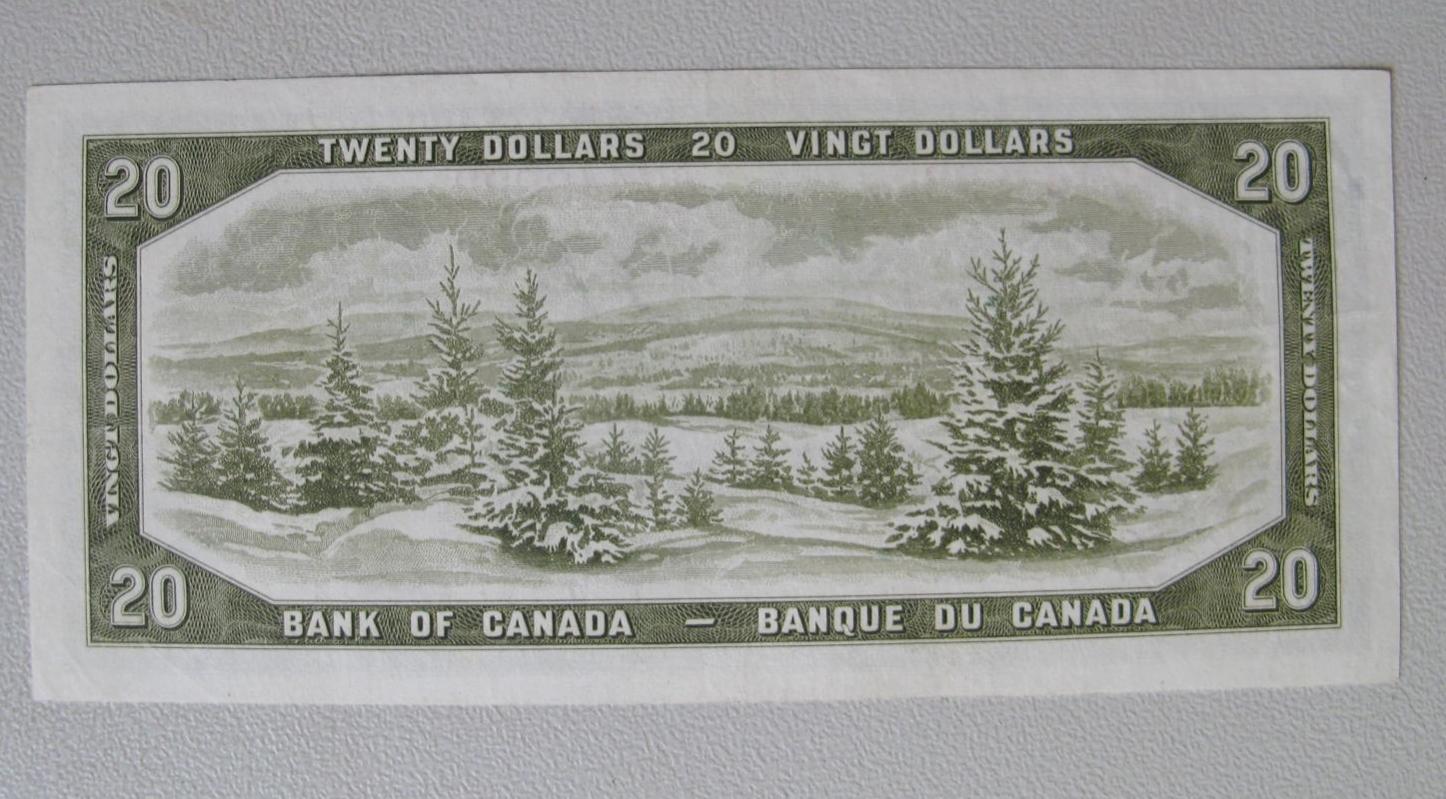 TWENTY DOLLARS 20 VINGT DOLLARS
20
20
VINGT DOLLARS
TWENTY DOLLARS
20
20
BANK OF CANADA — BANQUE DU CANADA